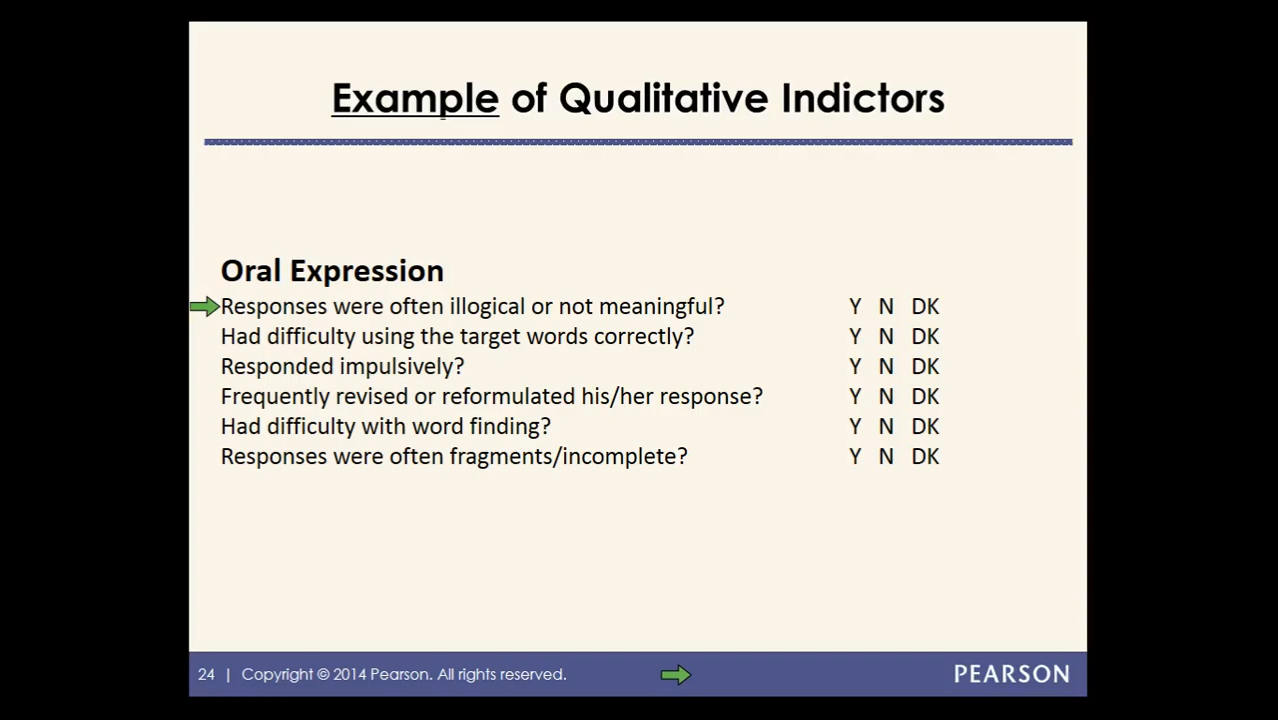 Example of Qualitative Indictors
Oral Expression
Responses were often illogical or not meaningful? Y N DK
Had difficulty using the target words correctly? Y N DK
Responded impulsively? Y N DK
Frequently revised or reformulated his/her response? Y N DK
Had difficulty with word finding? Y N DK
Responses were often fragments/incomplete? Y N DK
24 | Copyright © 2014 Pearson. All rights reserved. PEARSON